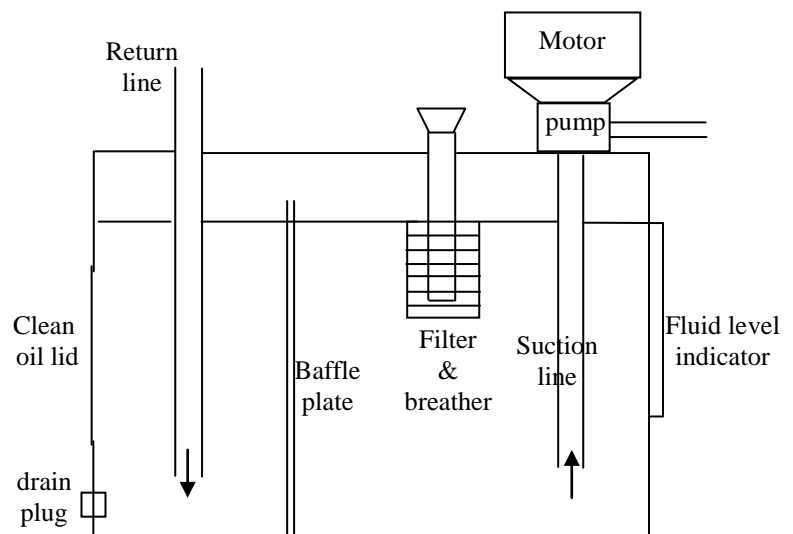 Motor
Return
line
pump
Clean
oil lid
Filter
&
breather
Suction
line
Fluid level
indicator
Baffle
plate
drain
plug